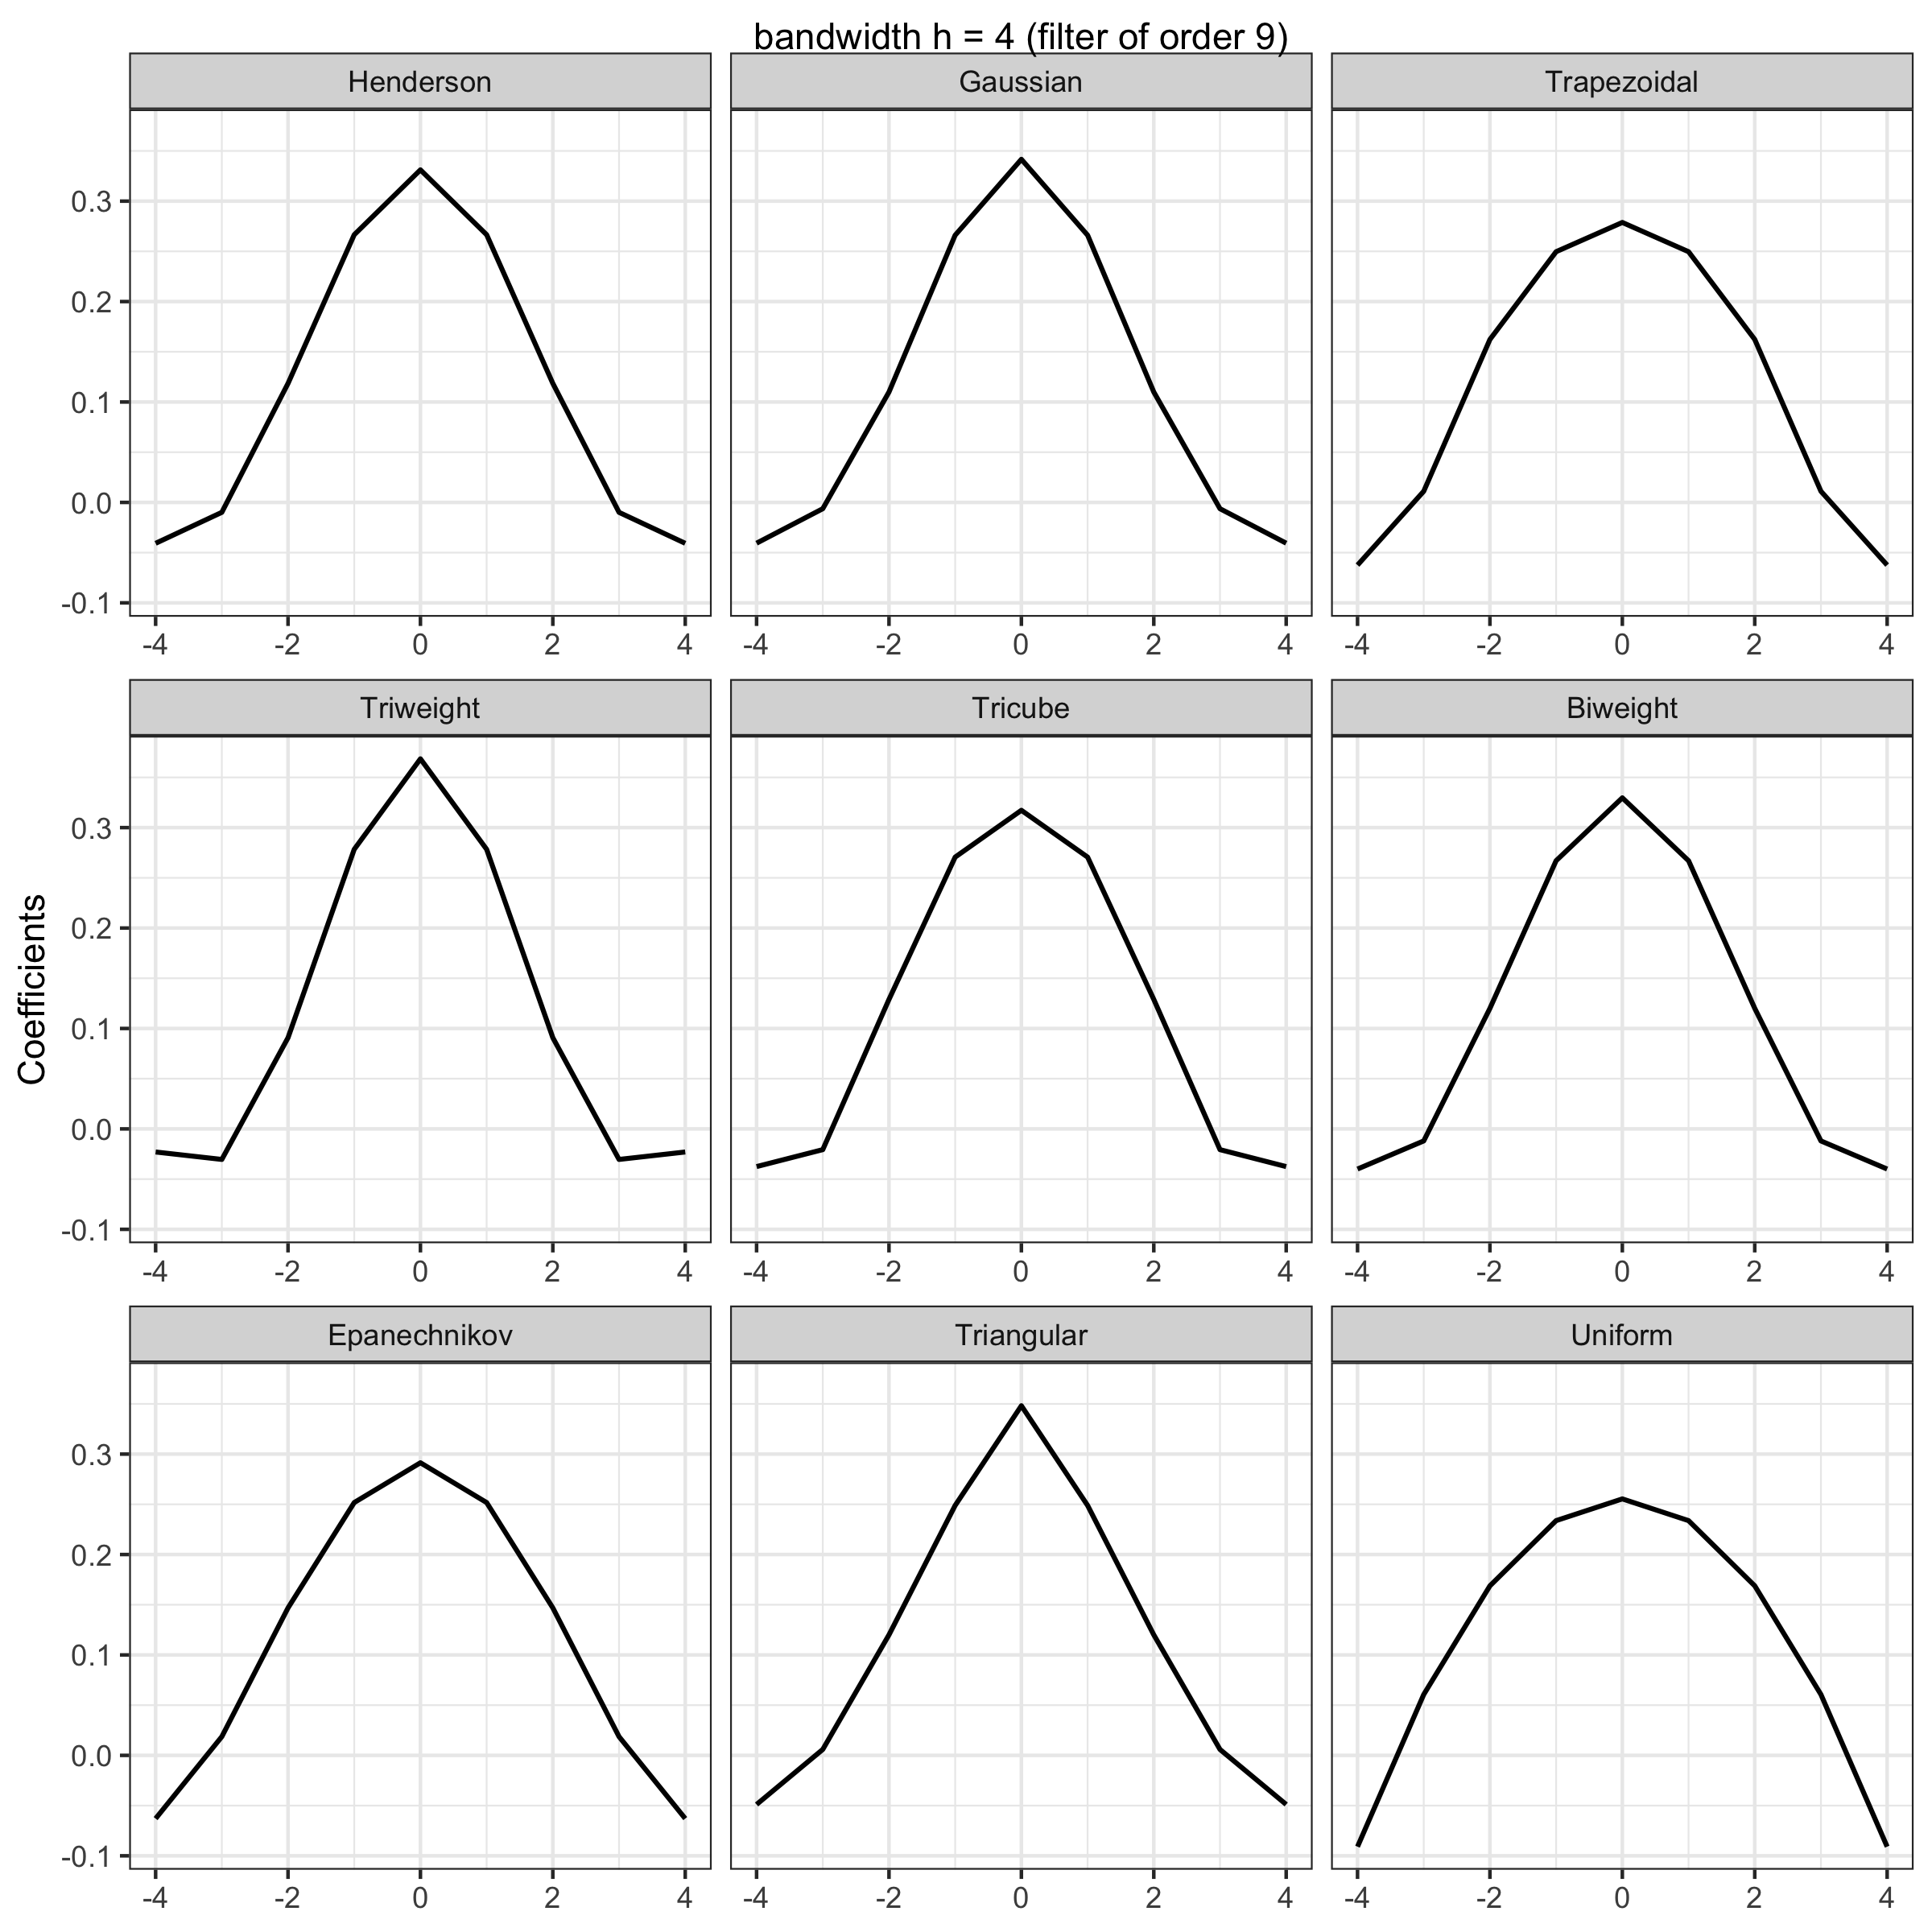 bandwidth h = 4 (filter of order 9)
Henderson Gaussian Trapezoidal
0.3
0.2
0.1
0.0
-0.1
-4 -2 0 2 4 -4 -2 0 2 4 -4 -2 0 2 4
Triweight Tricube Biweight
0.3
0.2
0.1
0.0
-0.1
-4 -2 0 2 4 -4 -2 0 2 4 -4 -2 0 2 4
Coefficients
Epanechnikov Triangular Uniform
0.3
0.2
0.1
0.0
-0.1
-4 -2 0 2 4 -4 -2 0 2 4 -4 -2 0 2 4